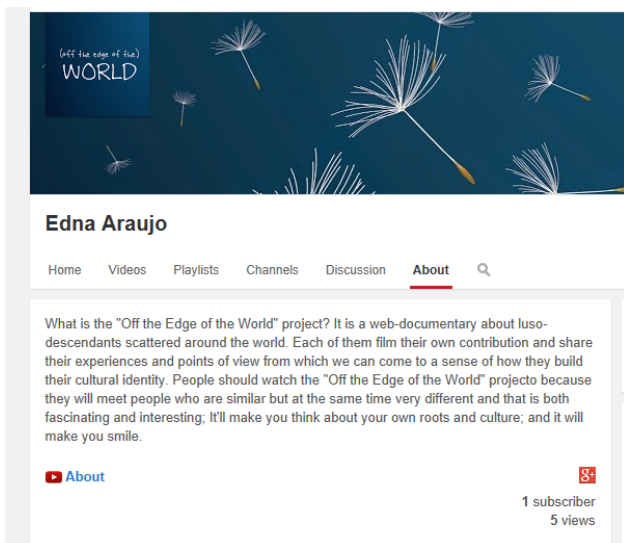 (off the edge of the)
WORLD
Edna Araujo
Home Videos Playlists Channels Discussion About
What is the "Off the Edge of the World" project? It is a web-documentary about luso-
descendants scattered around the world. Each of them film their own contribution and share
their experiences and points of view from which we can come to a sense of how they build
their cultural identity. People should watch the "Off the Edge of the World" projecto because
they will meet people who are similar but at the same time very different and that is both
fascinating and interesting; It'll make you think about your own roots and culture; and it will
make you smile.
About
g+
1 subscriber
5 views